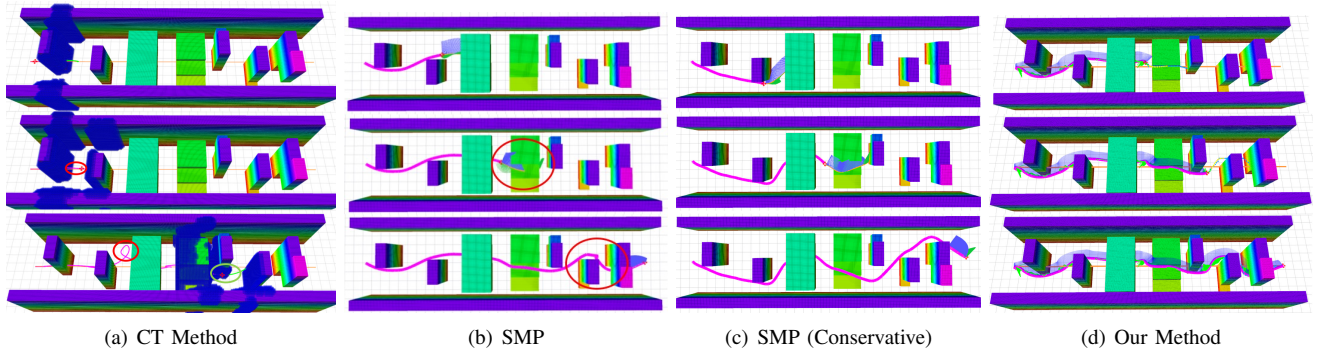 (a) CT Method
(b) SMP
(c) SMP (Conservative)
(d) Our Method